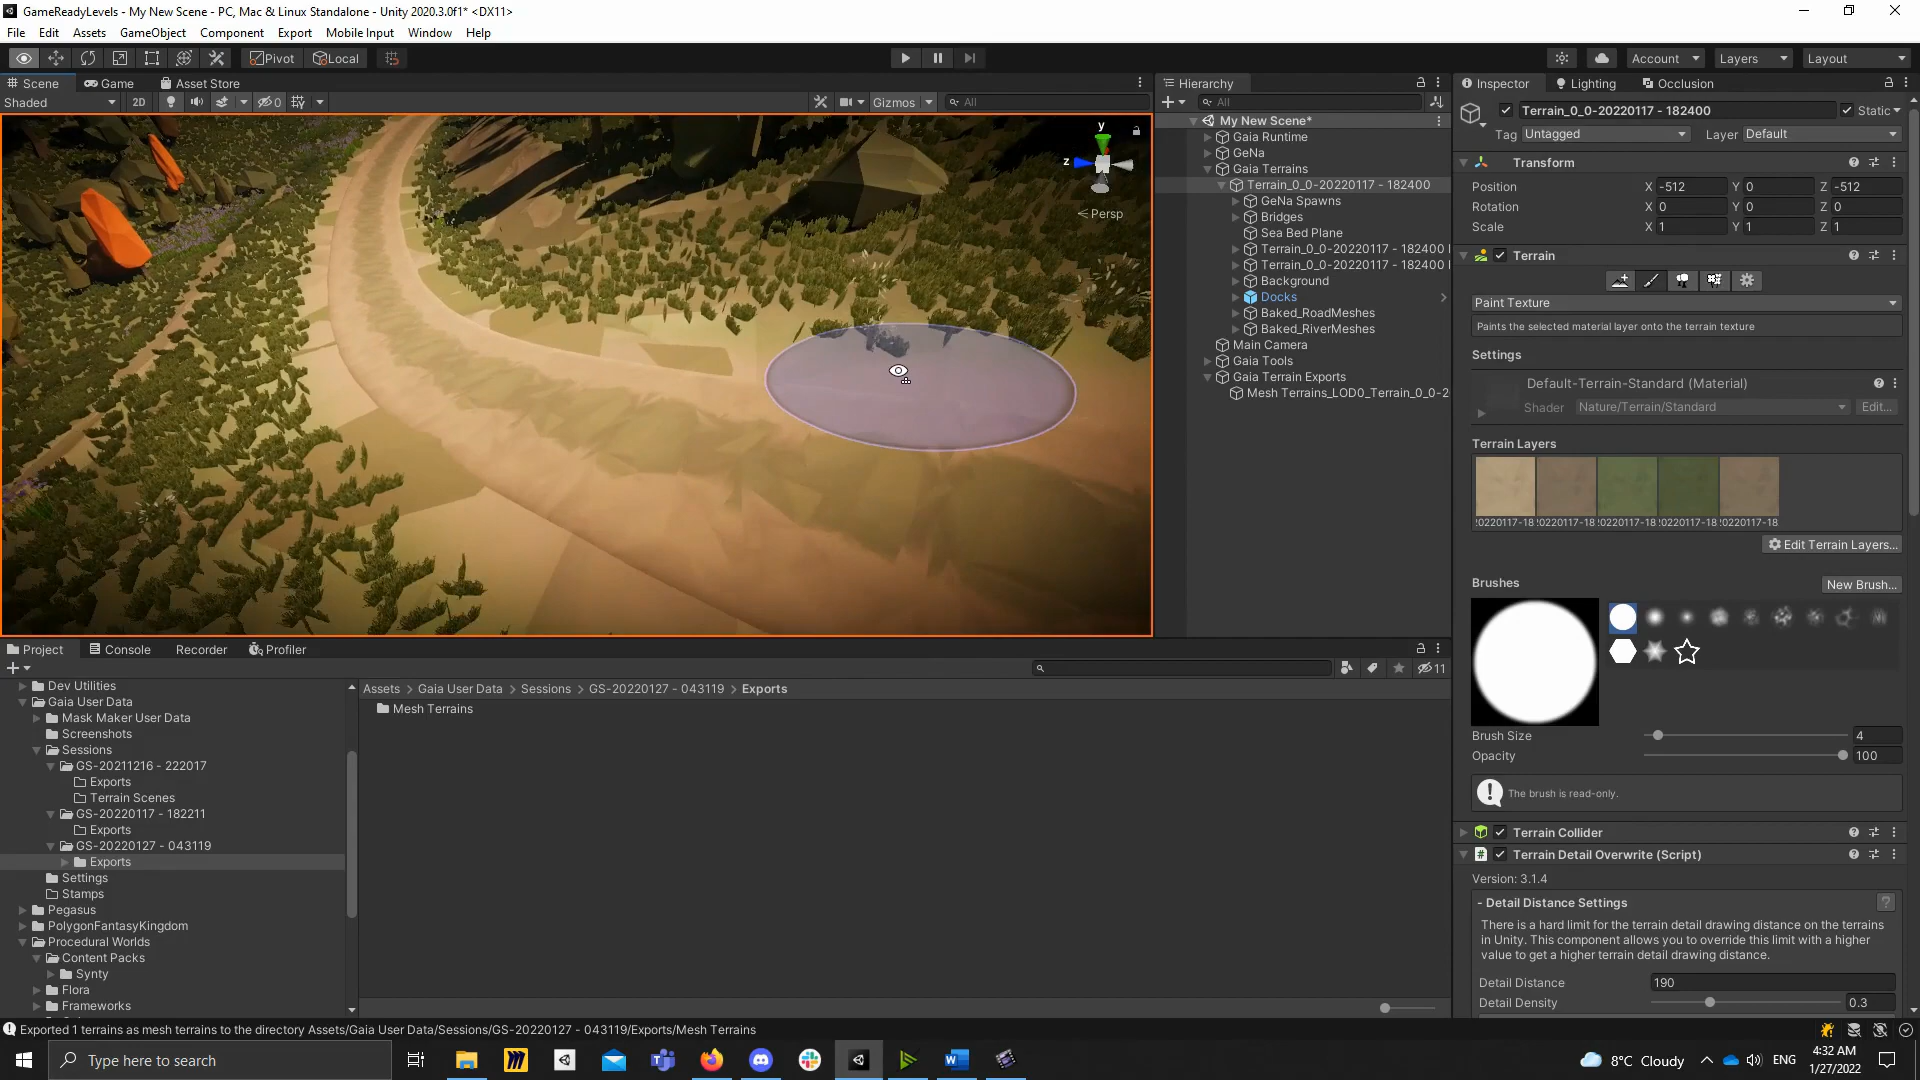 GameReadyLevels - My New Scene - PC, Mac & Linux Standalone - Unity 2020.3.0f1* <DX11>
File Edit Assets GameObject Component Export Mobile Input Window Help
Pivot Local Account Layers Layout
Scene Game Asset Store
Shaded 2D 0 Gizmos All
y
z
Persp
Hierarchy
All
My New Scene*
Gaia Runtime
GeNa
Gaia Terrains
Terrain_0_0-20220117 - 182400
GeNa Spawns
Bridges
Sea Bed Plane
Terrain_0_0-20220117 - 182400
Terrain_0_0-20220117 - 182400
Background
Docks
Baked_RoadMeshes
Baked_RiverMeshes
Main Camera
Gaia Tools
Gaia Terrain Exports
Mesh Terrains_LOD0_Terrain_0_0-2
Inspector Lighting Occlusion
Terrain_0_0-20220117 - 182400 Static
Tag Untagged Layer Default
Transform
Position X -512 Y 0 Z -512
Rotation X 0 Y 0 Z 0
Scale X 1 Y 1 Z 1
Terrain
Paint Texture
Paints the selected material layer onto the terrain texture
Settings
Default-Terrain-Standard (Material)
Shader Nature/Terrain/Standard Edit...
Terrain Layers
!0220117-18 !0220117-18 !0220117-18 !0220117-18 !0220117-18
Edit Terrain Layers...
Brushes New Brush...
Brush Size 4
Opacity 100
The brush is read-only.
Terrain Collider
Terrain Detail Overwrite (Script)
Version: 3.1.4
- Detail Distance Settings ?
There is a hard limit for the terrain detail drawing distance on the terrains
in Unity. This component allows you to override this limit with a higher
value to get a higher terrain detail drawing distance.
Detail Distance 190
Detail Density 0.3
Project Console Recorder Profiler
11
Dev Utilities
Gaia User Data
Mask Maker User Data
Screenshots
Sessions
GS-20211216 - 222017
Exports
Terrain Scenes
GS-20220117 - 182211
Exports
GS-20220127 - 043119
Exports
Settings
Stamps
Pegasus
PolygonFantasyKingdom
Procedural Worlds
Content Packs
Synty
Flora
Frameworks
Assets > Gaia User Data > Sessions > GS-20220127 - 043119 > Exports
Mesh Terrains
Exported 1 terrains as mesh terrains to the directory Assets/Gaia User Data/Sessions/GS-20220127 - 043119/Exports/Mesh Terrains
Type here to search
8°C Cloudy ENG
4:32 AM
1/27/2022